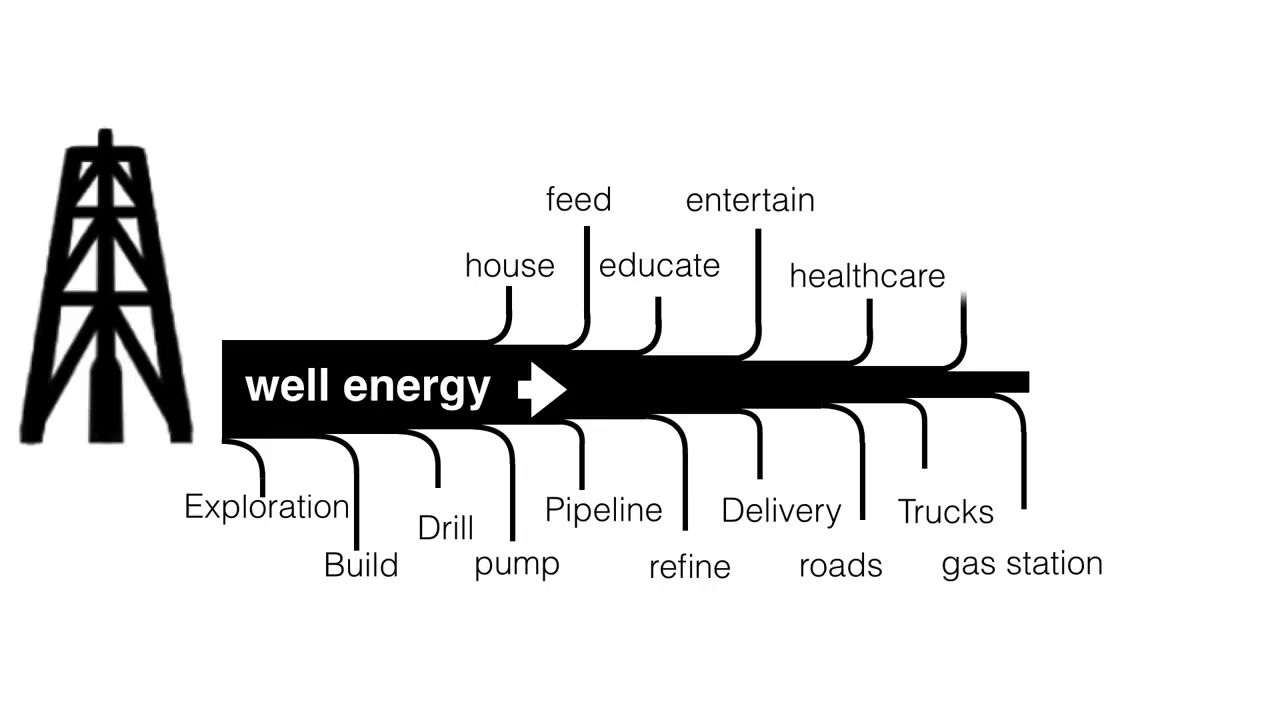 feed
entertain
house
educate
healthcare
well energy
Exploration
Build
Drill
pump
Pipeline
refine
Delivery
roads
Trucks
gas station